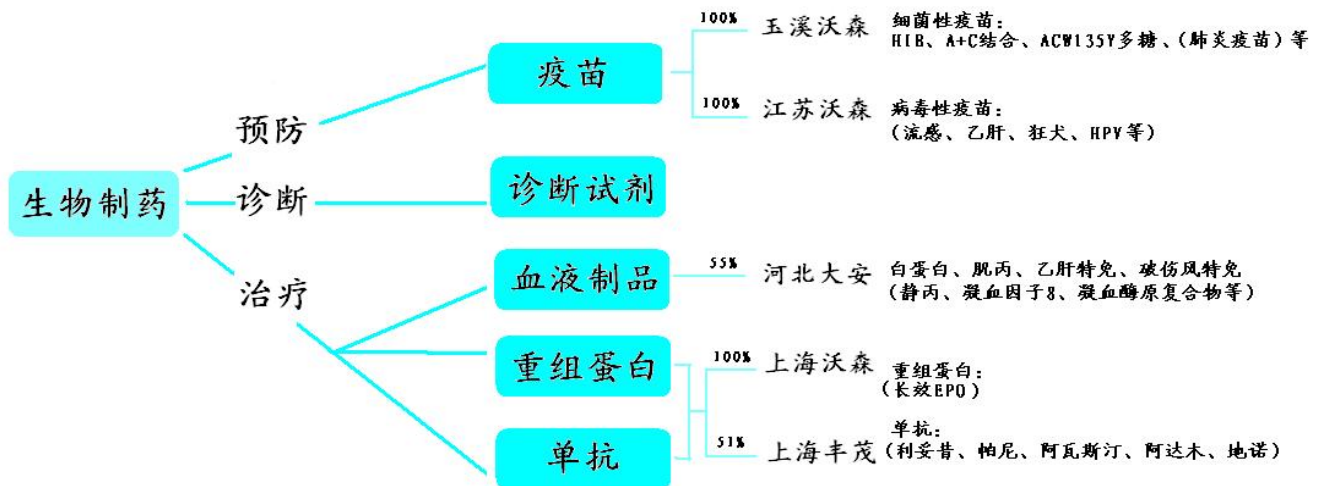 生物制药
预防
诊断
治疗
疫苗
诊断试剂
血液制品
重组蛋白
单抗
100% 玉溪沃森
细菌性疫苗:
HIB、A+C结合、ACW135Y多糖、(肺炎疫苗)等
100% 江苏沃森
病毒性疫苗:
(流感、乙肝、狂犬、HPV等)
55% 河北大安
白蛋白、肌丙、乙肝特免、破伤风特免
(静丙、凝血因子8、凝血酶原复合物等)
100% 上海沃森
重组蛋白:
(长效EPO)
51% 上海丰茂
单抗:
(利妥昔、帕尼、阿瓦斯汀、阿达木、地诺)